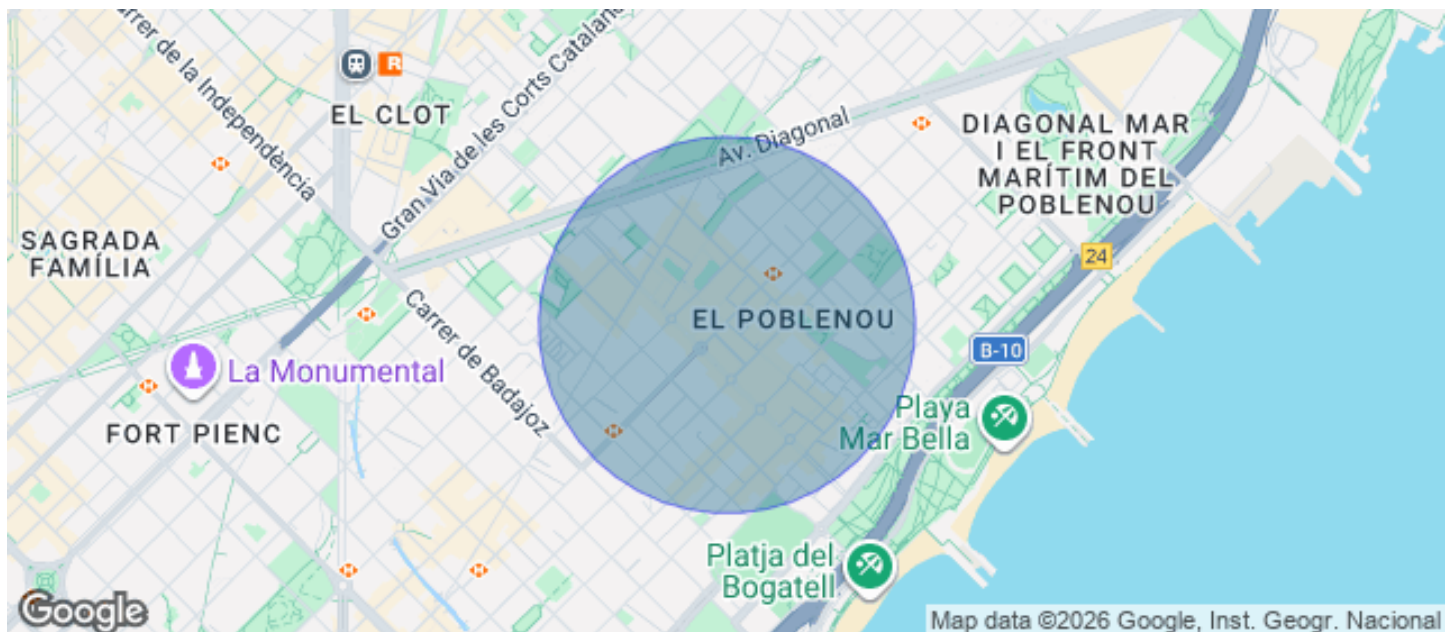 Carrer de la Independència
R
EL CLOT
Gran Via de les Corts Catalanes
Av. Diagonal
DIAGONAL MAR
I EL FRONT
MARÍTIM DEL
POBLENOU
SAGRADA
FAMÍLIA
24
Carrer de Badajoz
EL POBLENOU
B-10
La Monumental
FORT PIENC
Playa
Mar Bella
Platja del
Bogatell
Google
Map data ©2026 Google, Inst. Geogr. Nacional